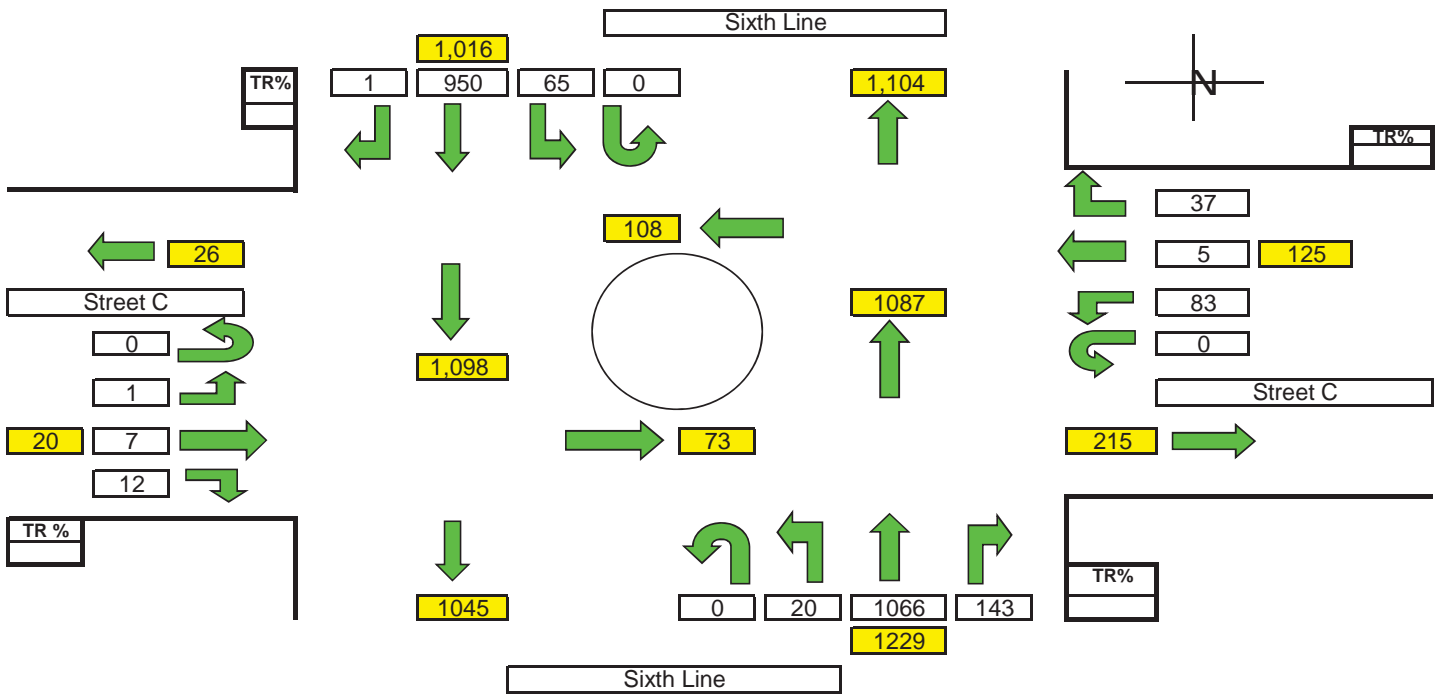 Sixth Line
1,016
TR%
1 950 65 0
1,104
N
TR%
37
108
26
5 125
Street C
1087
83
0
0
1,098
1
Street C
20 7
73
215
12
TR %
TR%
1045
0 20 1066 143
1229
Sixth Line